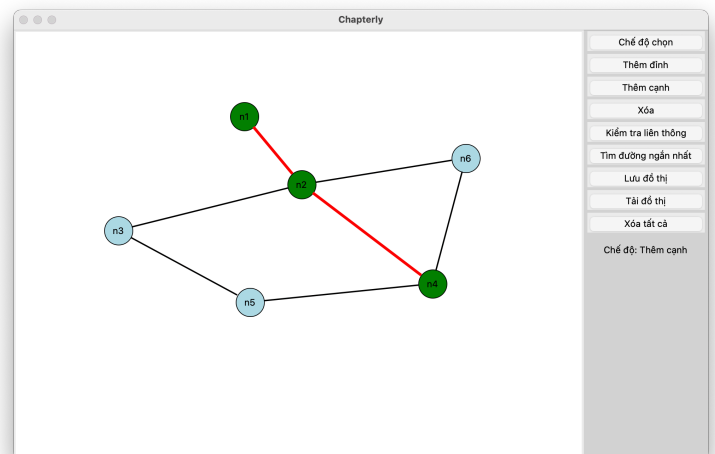 Chapterly
Chế độ chọn
Thêm đỉnh
Thêm cạnh
Xóa
Kiểm tra liên thông
Tìm đường ngắn nhất
Lưu đồ thị
Tải đồ thị
Xóa tất cả
Chế độ: Thêm cạnh
n1
n6
n2
n3
n4
n5